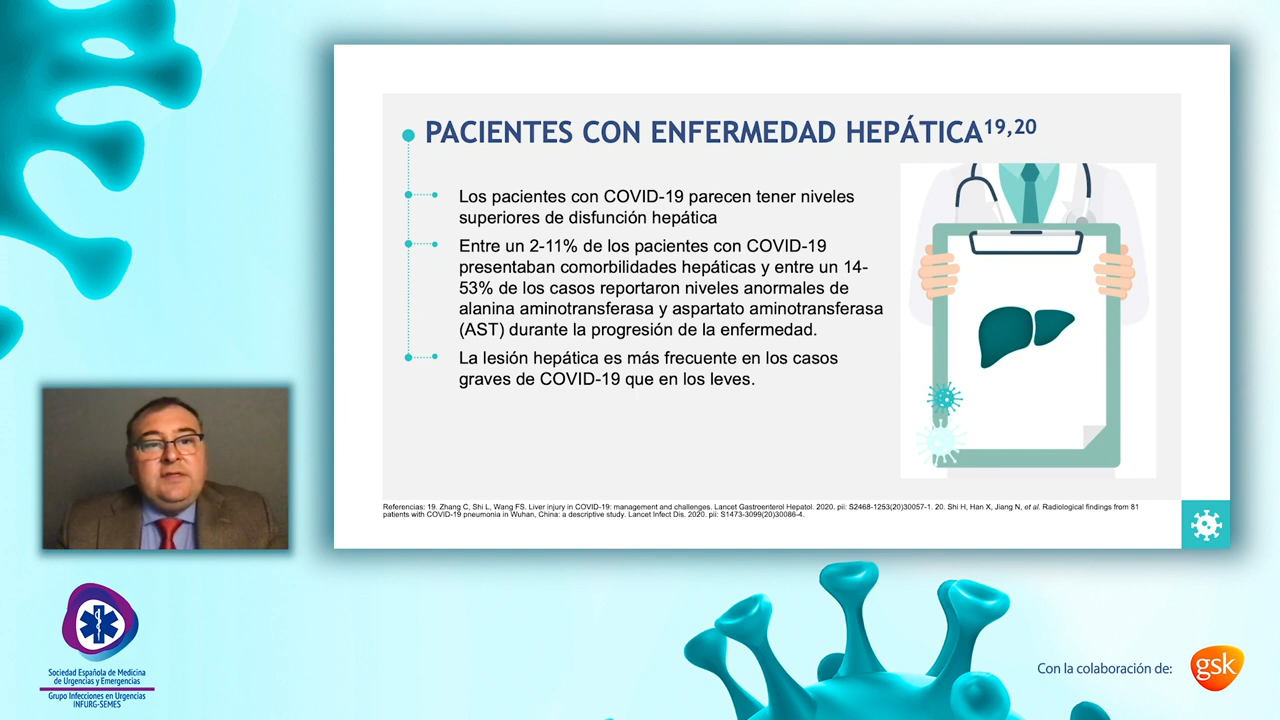 PACIENTES CON ENFERMEDAD HEPÁTICA19,20
Los pacientes con COVID-19 parecen tener niveles
superiores de disfunción hepática
Entre un 2-11% de los pacientes con COVID-19
presentaban comorbilidades hepáticas y entre un 14-
53% de los casos reportaron niveles anormales de
alanina aminotransferasa y aspartato aminotransferasa
(AST) durante la progresión de la enfermedad.
La lesión hepática es más frecuente en los casos
graves de COVID-19 que en los leves.
Referencias: 19. Zhang C, Shi L, Wang FS. Liver injury in COVID-19: management and challenges. Lancet Gastroenterol Hepatol. 2020. pii: S2468-1253(20)30057-1. 20. Shi H, Han X, Jiang N, et al. Radiological findings from 81
patients with COVID-19 pneumonia in Wuhan, China: a descriptive study. Lancet Infect Dis. 2020. pii: S1473-3099(20)30086-4.
Sociedad Española de Medicina
de Urgencias y Emergencias
Grupo Infecciones en Urgencias
INFURG-SEMES
Con la colaboración de:
gsk